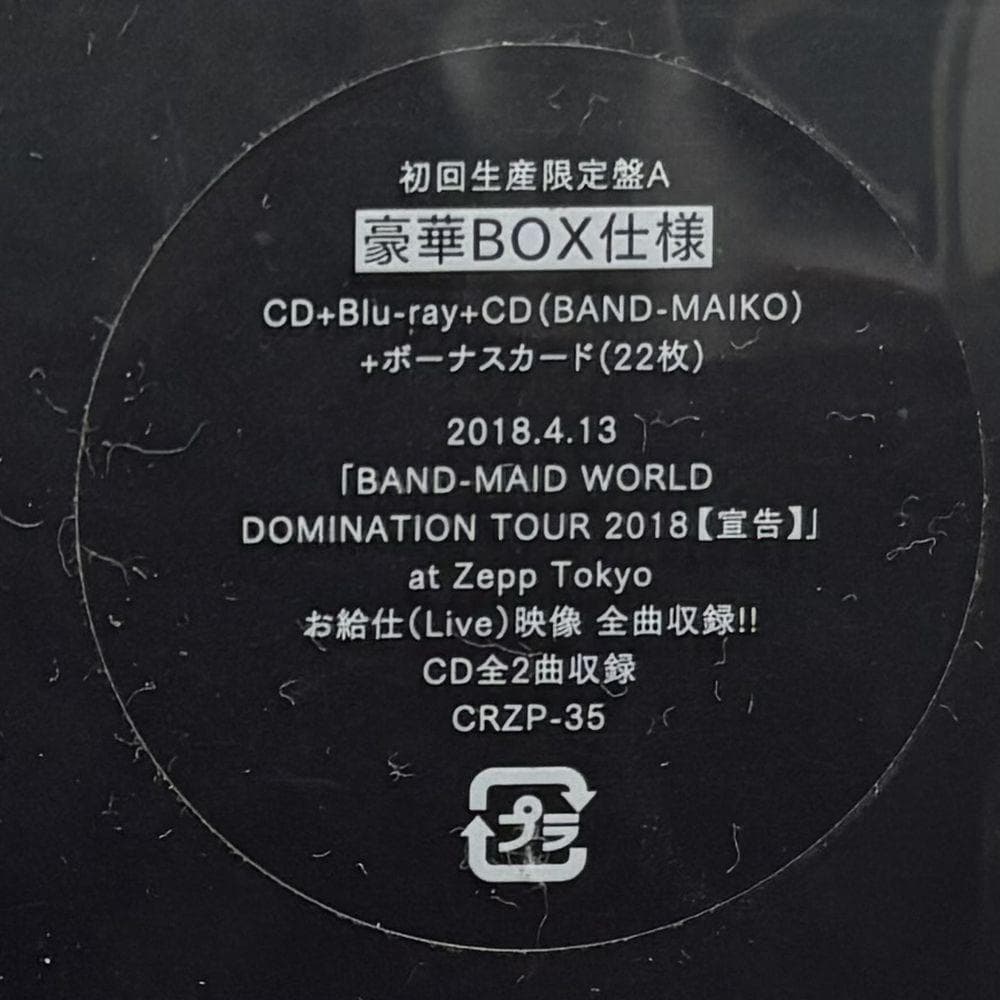 初回生産限定盤A
豪華BOX仕様
CD+Blu-ray+CD(BAND-MAIKO)
+ボーナスカード(22枚)
2018.4.13
「BAND-MAID WORLD
DOMINATION TOUR 2018【宣告】」
at Zepp Tokyo
お給仕(Live)映像 全曲収録!!
CD全2曲収録
CRZP-35
プラ